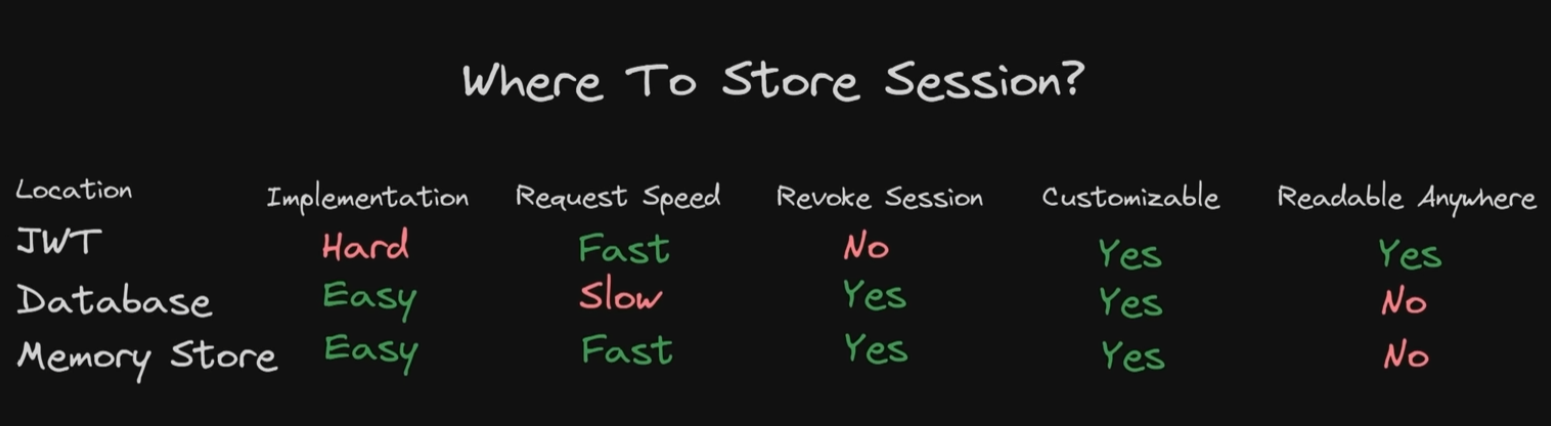 Where To Store Session?
Location Implementation Request Speed Revoke Session Customizable Readable Anywhere
JWT Hard Fast No Yes Yes
Database Easy Slow Yes Yes No
Memory Store Easy Fast Yes Yes No